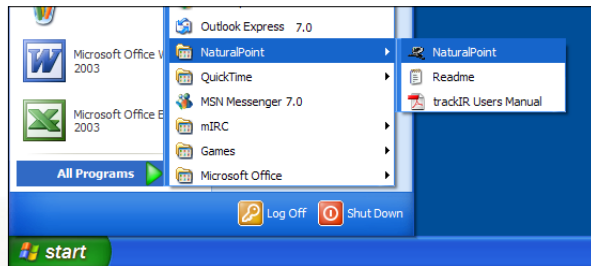 Outlook Express 7.0
Microsoft Office
2003
NaturalPoint
NaturalPoint
QuickTime
Readme
MSN Messenger 7.0
trackIR Users Manual
Microsoft Office
2003
mIRC
Games
All Programs
Microsoft Office
Log Off
Shut Down
start